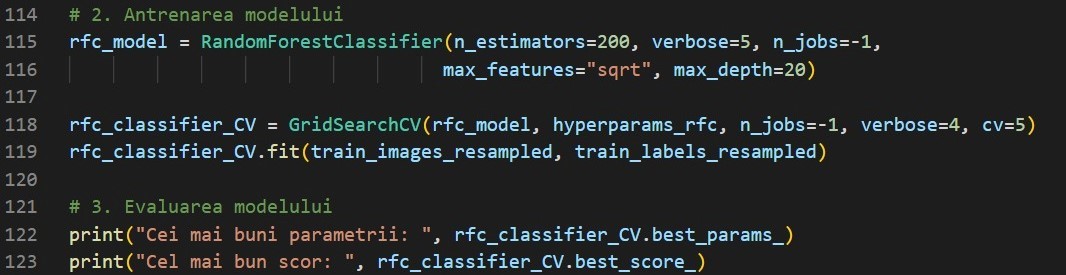 114 # 2. Antrenarea modelului
115 rfc_model = RandomForestClassifier(n_estimators=200, verbose=5, n_jobs=-1,
116 max_features="sqrt", max_depth=20)
117
118 rfc_classifier_CV = GridSearchCV(rfc_model, hyperparams_rfc, n_jobs=-1, verbose=4, cv=5)
119 rfc_classifier_CV.fit(train_images_resampled, train_labels_resampled)
120
121 # 3. Evaluarea modelului
122 print("Cei mai buni parametrii: ", rfc_classifier_CV.best_params_)
123 print("Cel mai bun scor: ", rfc_classifier_CV.best_score_)